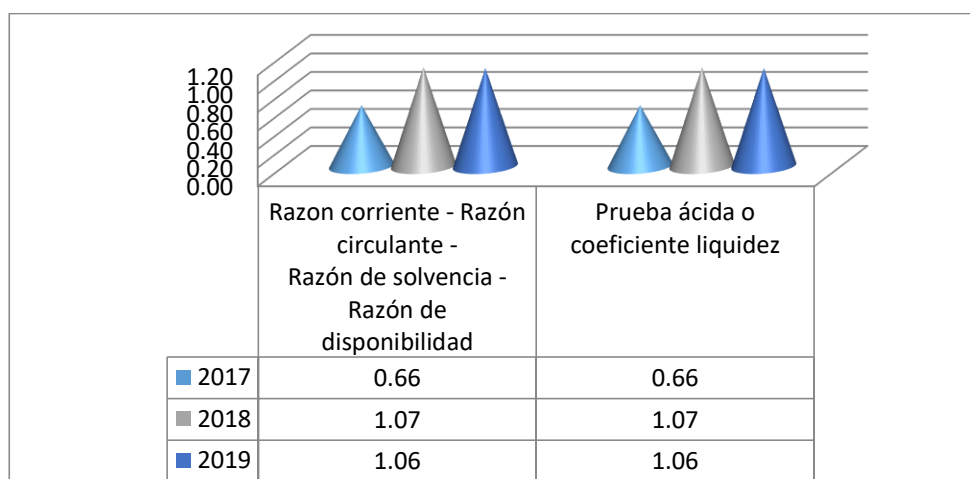 1.20
1.00
0.80
0.60
0.40
0.20
0.00
Razon corriente - Razón
circulante -
Razón de solvencia -
Razón de
disponibilidad
Prueba ácida o
coeficiente liquidez
2017 0.66 0.66
2018 1.07 1.07
2019 1.06 1.06